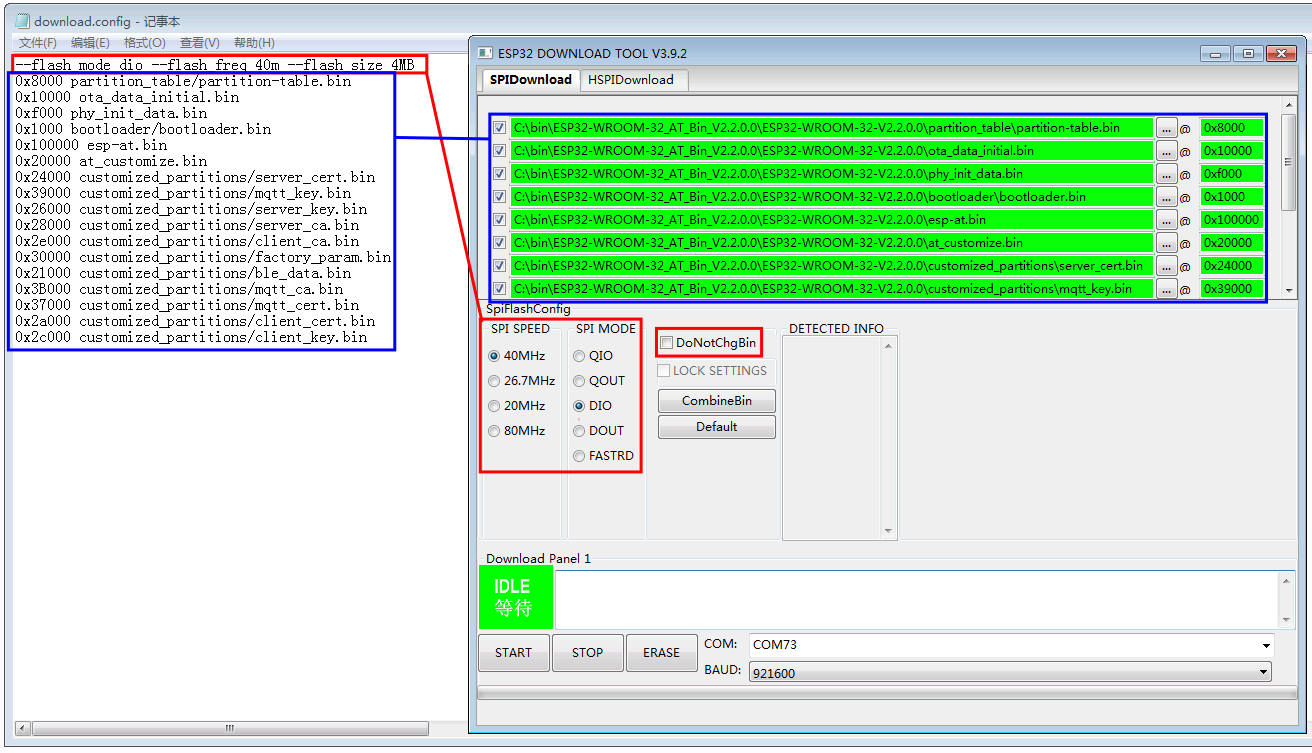 download.config - 记事本
文件(F) 编辑(E) 格式(O) 查看(V) 帮助(H)
--flash_mode dio --flash_freq 40m --flash_size 4MB
0x8000 partition_table/partition-table.bin
0x10000 ota_data_initial.bin
0xf000 phy_init_data.bin
0x1000 bootloader/bootloader.bin
0x100000 esp-at.bin
0x20000 at_customize.bin
0x24000 customized_partitions/server_cert.bin
0x39000 customized_partitions/mqtt_key.bin
0x26000 customized_partitions/server_key.bin
0x28000 customized_partitions/server_ca.bin
0x2e000 customized_partitions/client_ca.bin
0x30000 customized_partitions/factory_param.bin
0x21000 customized_partitions/ble_data.bin
0x3B000 customized_partitions/mqtt_ca.bin
0x37000 customized_partitions/mqtt_cert.bin
0x2a000 customized_partitions/client_cert.bin
0x2c000 customized_partitions/client_key.bin
ESP32 DOWNLOAD TOOL V3.9.2
SPIDownload HSPIDownload
C:\bin\ESP32-WROOM-32_AT_Bin_V2.2.0.0\ESP32-WROOM-32-V2.2.0.0\partition_table\partition-table.bin ... @ 0x8000
C:\bin\ESP32-WROOM-32_AT_Bin_V2.2.0.0\ESP32-WROOM-32-V2.2.0.0\ota_data_initial.bin ... @ 0x10000
C:\bin\ESP32-WROOM-32_AT_Bin_V2.2.0.0\ESP32-WROOM-32-V2.2.0.0\phy_init_data.bin ... @ 0xf000
C:\bin\ESP32-WROOM-32_AT_Bin_V2.2.0.0\ESP32-WROOM-32-V2.2.0.0\bootloader\bootloader.bin ... @ 0x1000
C:\bin\ESP32-WROOM-32_AT_Bin_V2.2.0.0\ESP32-WROOM-32-V2.2.0.0\esp-at.bin ... @ 0x100000
C:\bin\ESP32-WROOM-32_AT_Bin_V2.2.0.0\ESP32-WROOM-32-V2.2.0.0\at_customize.bin ... @ 0x20000
C:\bin\ESP32-WROOM-32_AT_Bin_V2.2.0.0\ESP32-WROOM-32-V2.2.0.0\customized_partitions\server_cert.bin ... @ 0x24000
C:\bin\ESP32-WROOM-32_AT_Bin_V2.2.0.0\ESP32-WROOM-32-V2.2.0.0\customized_partitions\mqtt_key.bin ... @ 0x39000
SpiFlashConfig
SPI SPEED
40MHz
26.7MHz
20MHz
80MHz
SPI MODE
QIO
QOUT
DIO
DOUT
FASTRD
DoNotChgBin
LOCK SETTINGS
CombineBin
Default
DETECTED INFO
Download Panel 1
IDLE
等待
START STOP ERASE
COM: COM73
BAUD: 921600